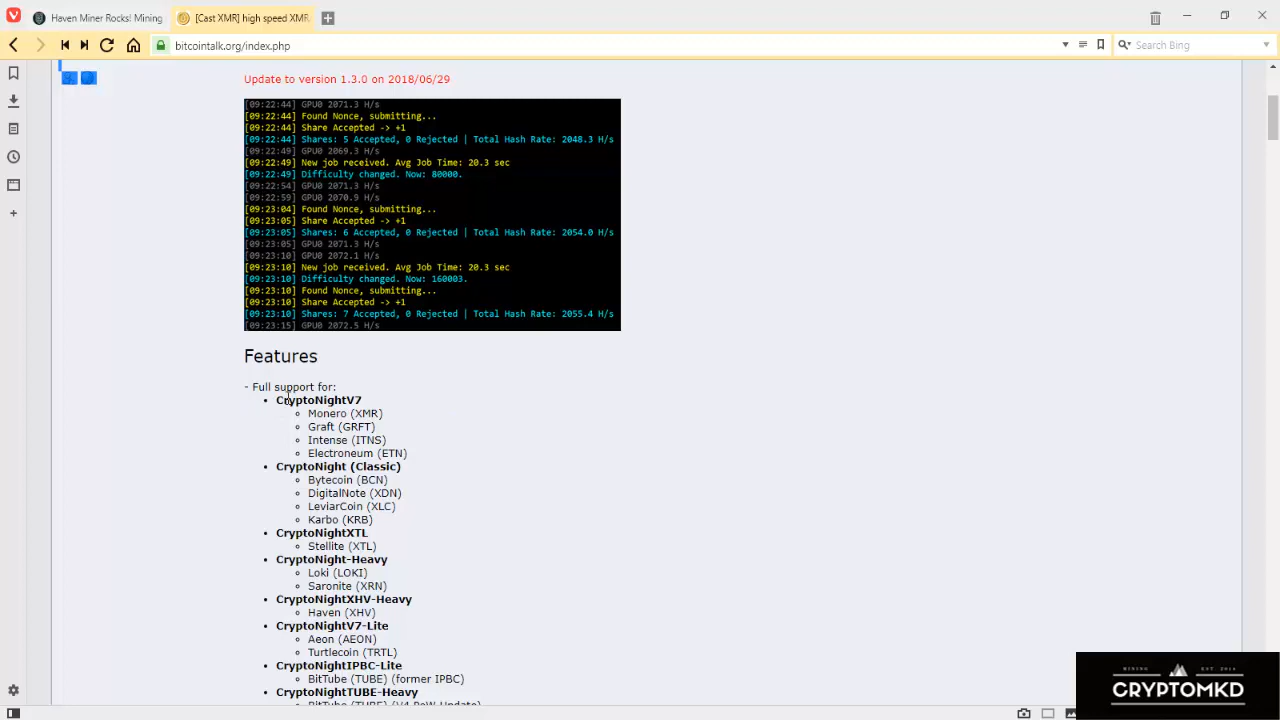 Haven Miner Rocks! Mining
[Cast XMR] high speed XMR
bitcointalk.org/index.php
Search Bing
Update to version 1.3.0 on 2018/06/29
[09:22:44] GPU0 2071.3 H/s
[09:22:44] Found Nonce, submitting...
[09:22:44] Share Accepted -> +1
[09:22:44] Shares: 5 Accepted, 0 Rejected | Total Hash Rate: 2048.3 H/s
[09:22:49] GPU0 2069.3 H/s
[09:22:49] New job received. Avg Job Time: 20.3 sec
[09:22:49] Difficulty changed. Now: 80000.
[09:22:54] GPU0 2071.3 H/s
[09:22:59] GPU0 2070.9 H/s
[09:23:04] Found Nonce, submitting...
[09:23:05] Share Accepted -> +1
[09:23:05] Shares: 6 Accepted, 0 Rejected | Total Hash Rate: 2054.0 H/s
[09:23:05] GPU0 2071.3 H/s
[09:23:10] GPU0 2072.1 H/s
[09:23:10] New job received. Avg Job Time: 20.3 sec
[09:23:10] Difficulty changed. Now: 160003.
[09:23:10] Found Nonce, submitting...
[09:23:10] Share Accepted -> +1
[09:23:10] Shares: 7 Accepted, 0 Rejected | Total Hash Rate: 2055.4 H/s
[09:23:15] GPU0 2072.5 H/s
Features
- Full support for:
CryptoNightV7
Monero (XMR)
Graft (GRFT)
Intense (ITNS)
Electroneum (ETN)
CryptoNight (Classic)
Bytecoin (BCN)
DigitalNote (XDN)
LeviarCoin (XLC)
Karbo (KRB)
CryptoNightXTL
Stellite (XTL)
CryptoNight-Heavy
Loki (LOKI)
Saronite (XRN)
CryptoNightXHV-Heavy
Haven (XHV)
CryptoNightV7-Lite
Aeon (AEON)
Turtlecoin (TRTL)
CryptoNightIPBC-Lite
BitTube (TUBE) (former IPBC)
CryptoNightTUBE-Heavy
BitTube (TUBE) (V4 PoW Update)
MINING
CRYPTOMKD